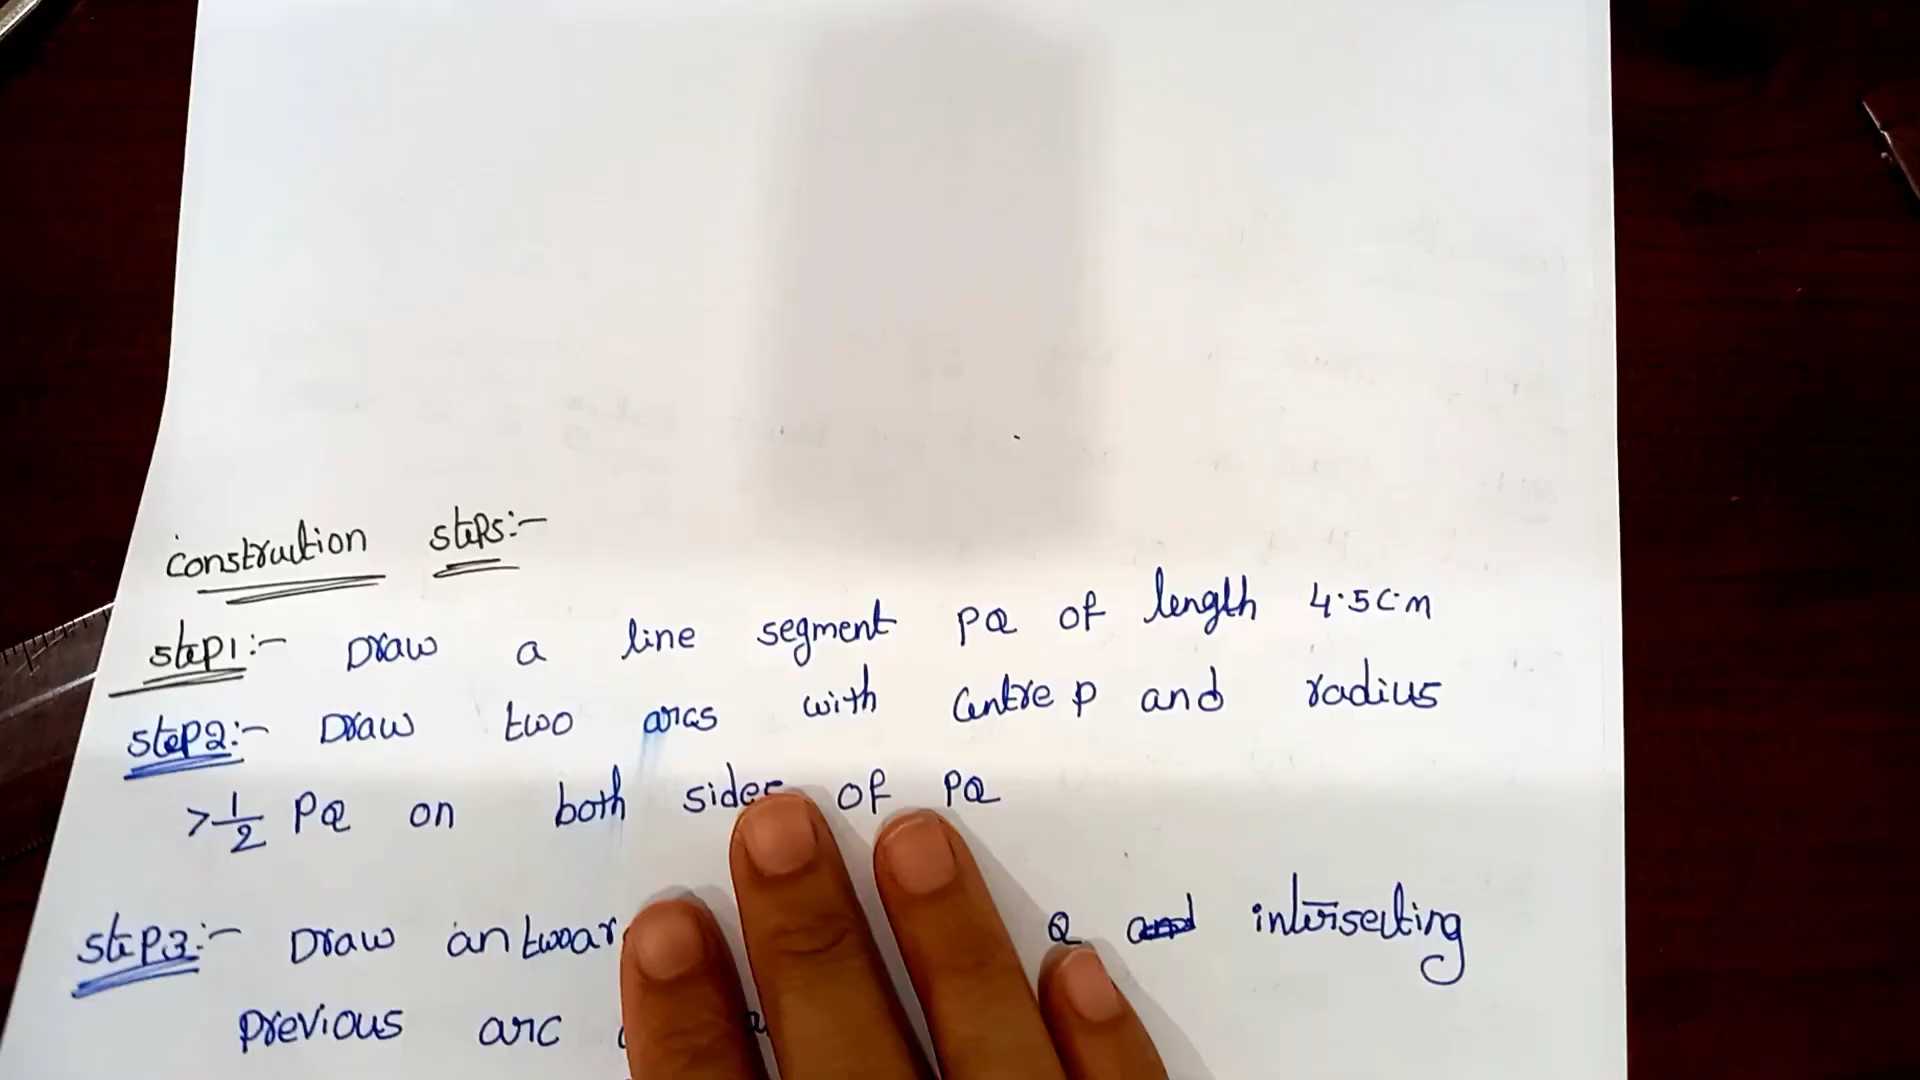 construction steps:-
step1:- Draw a line segment PQ of length 4.5c.m
step2:- Draw two arcs with centre P and radius
>1/2 PQ on both sides of PQ
step3:- Draw an two Q and intersecting
previous arc